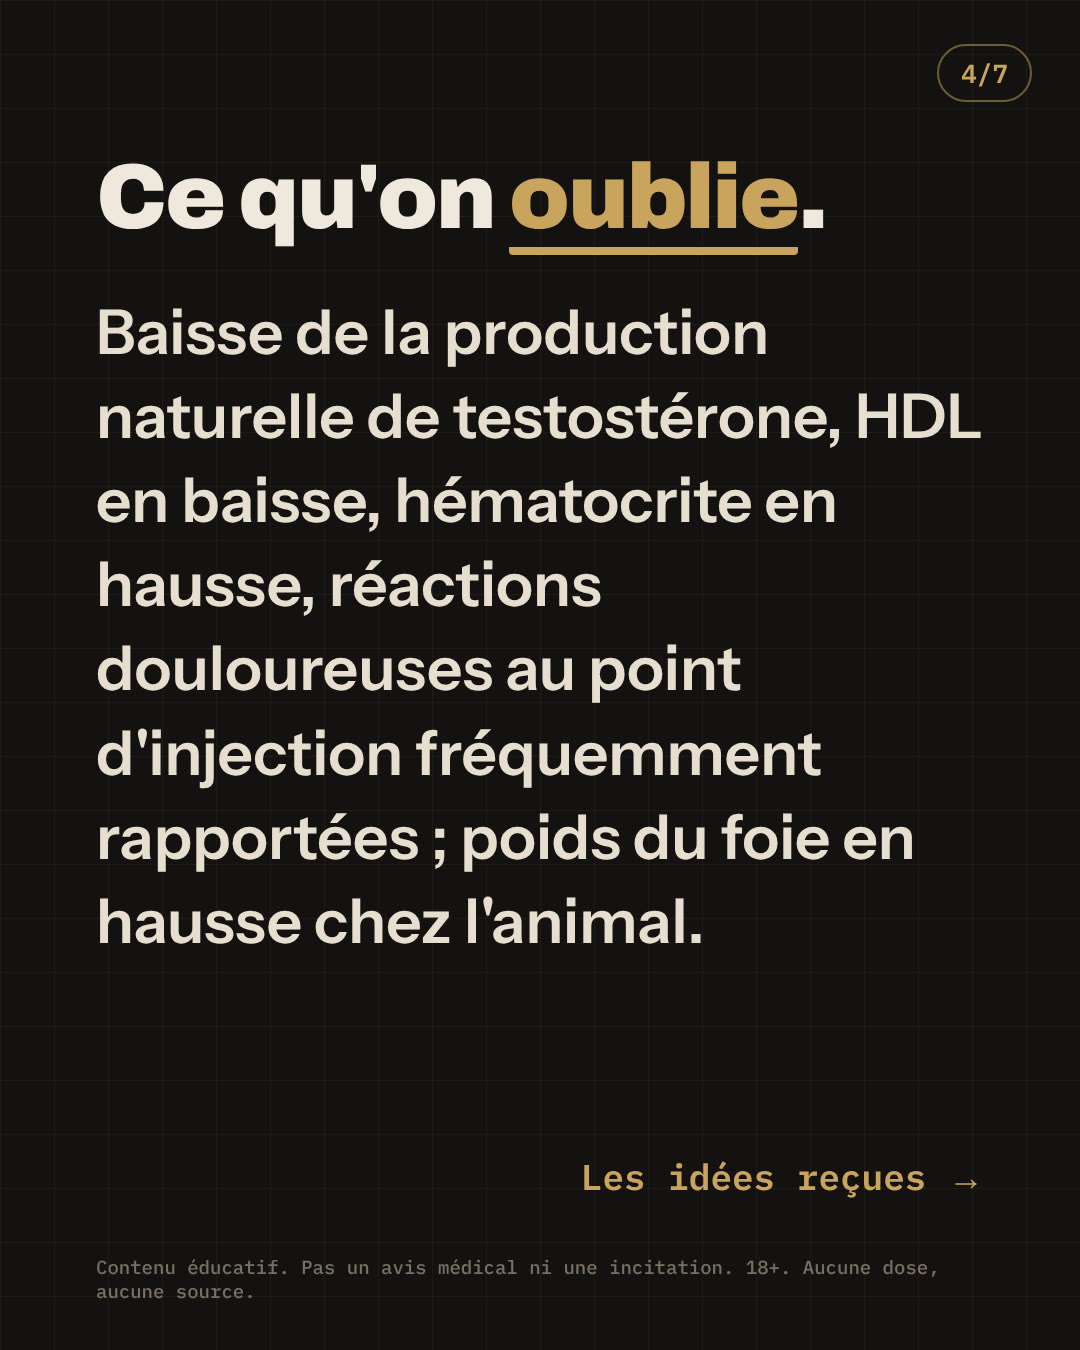 4/7
Ce qu'on oublie.
Baisse de la production
naturelle de testostérone, HDL
en baisse, hématocrite en
hausse, réactions
douloureuses au point
d'injection fréquemment
rapportées ; poids du foie en
hausse chez l'animal.
Les idées reçues →
Contenu éducatif. Pas un avis médical ni une incitation. 18+. Aucune dose,
aucune source.